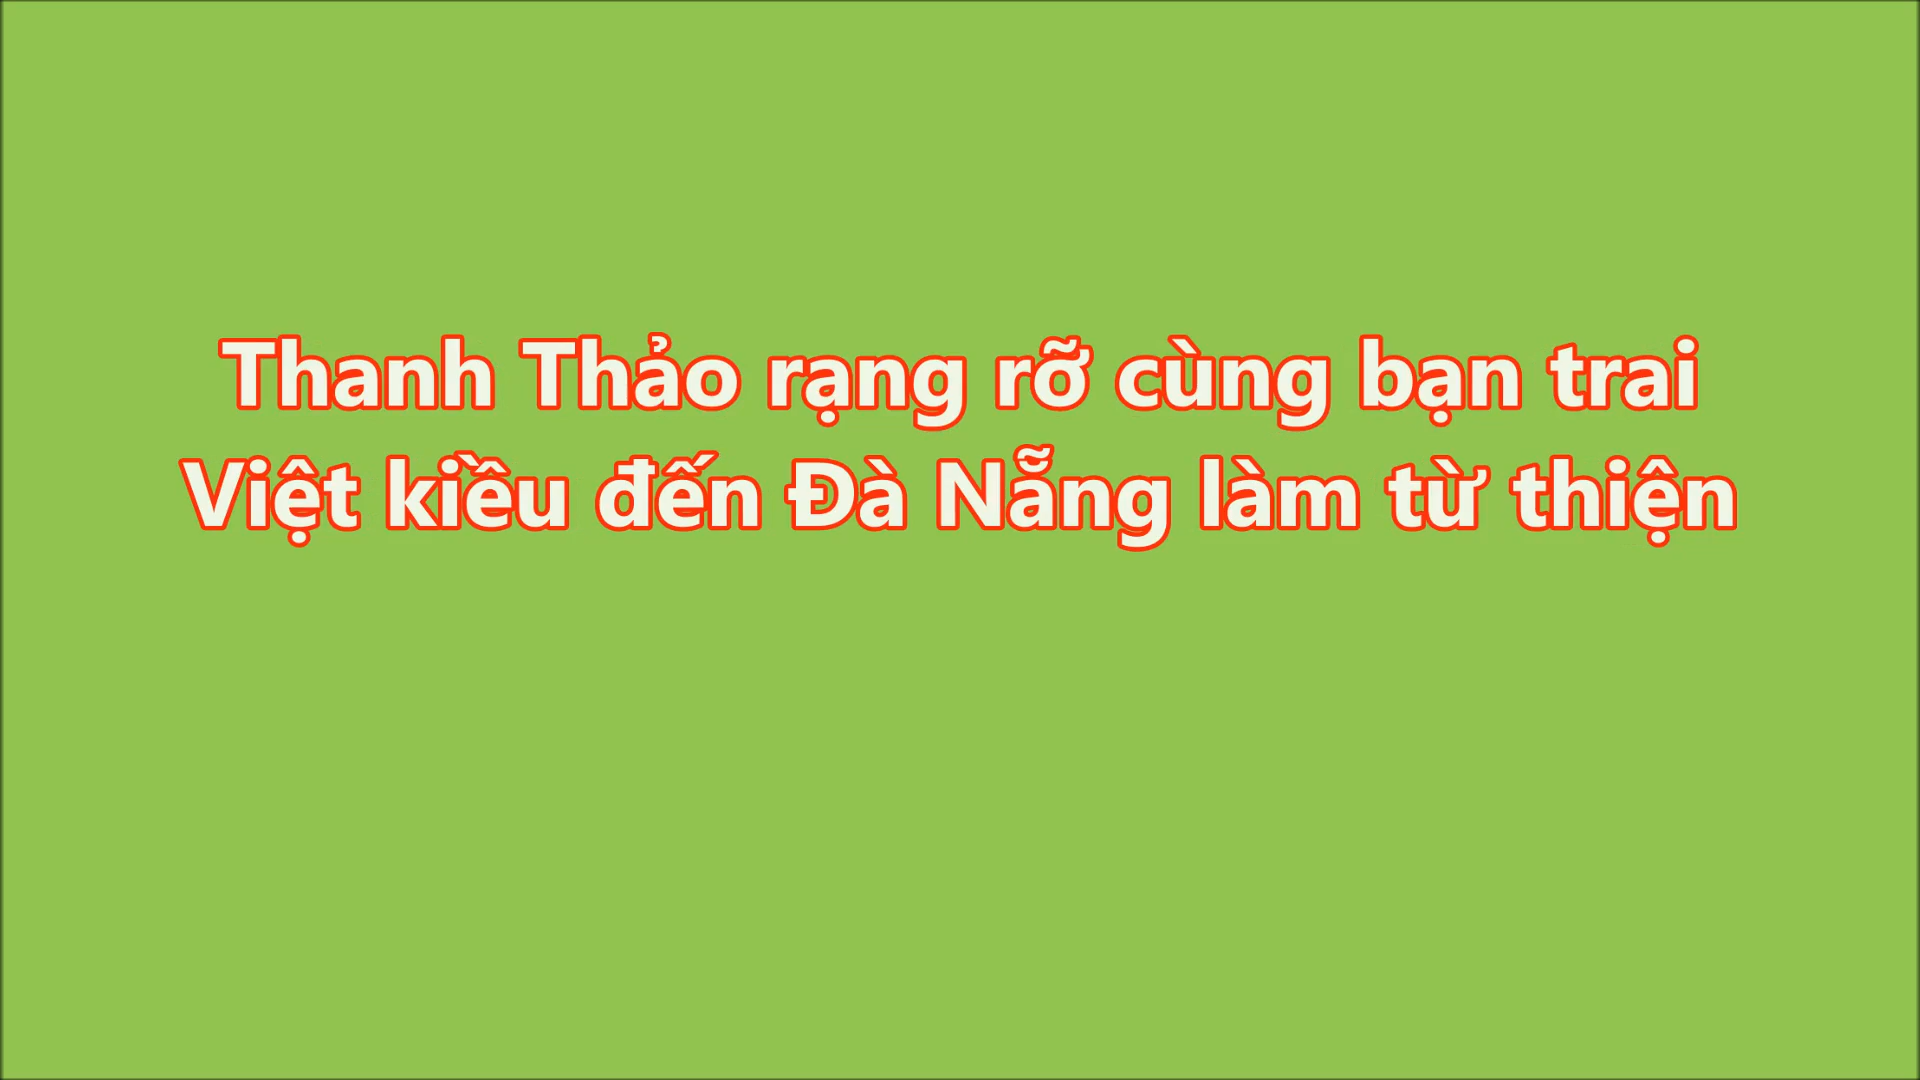 Thanh Thảo rạng rỡ cùng bạn trai
Việt kiều đến Đà Nẵng làm từ thiện